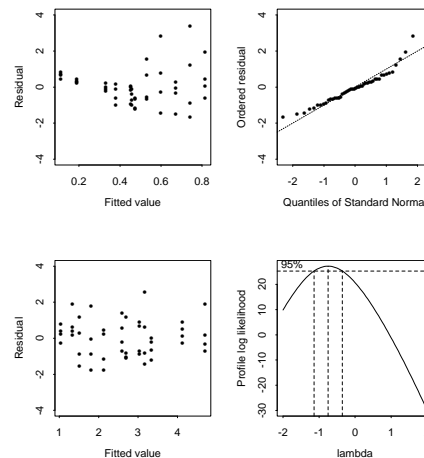 4
2
0
-2
-4
Residual
0.2 0.4 0.6 0.8
Fitted value
4
2
0
-2
-4
Ordered residual
-2 -1 0 1 2
Quantiles of Standard Norma
4
2
0
-2
-4
Residual
1 2 3 4
Fitted value
95%
20
10
0
-10
-30
Profile log likelihood
-2 -1 0 1
lambda